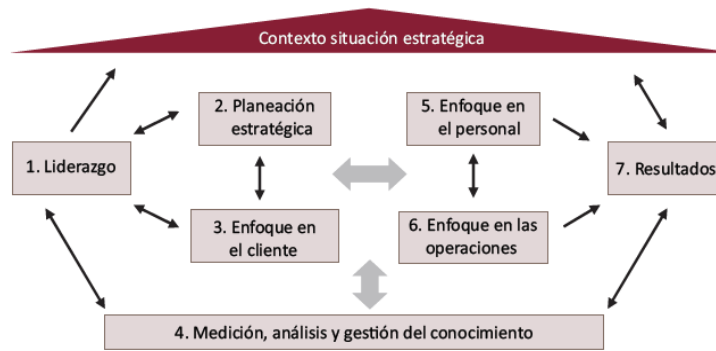 Contexto situación estratégica
2. Planeación
estratégica
5. Enfoque en
el personal
1. Liderazgo
7. Resultados
3. Enfoque en
el cliente
6. Enfoque en las
operaciones
4. Medición, análisis y gestión del conocimiento